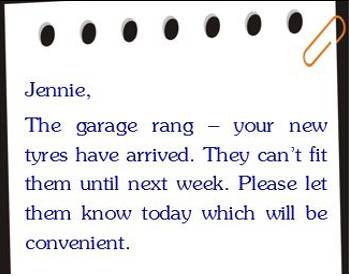 Jennie,
The garage rang – your new
tyres have arrived. They can't fit
them until next week. Please let
them know today which will be
convenient.